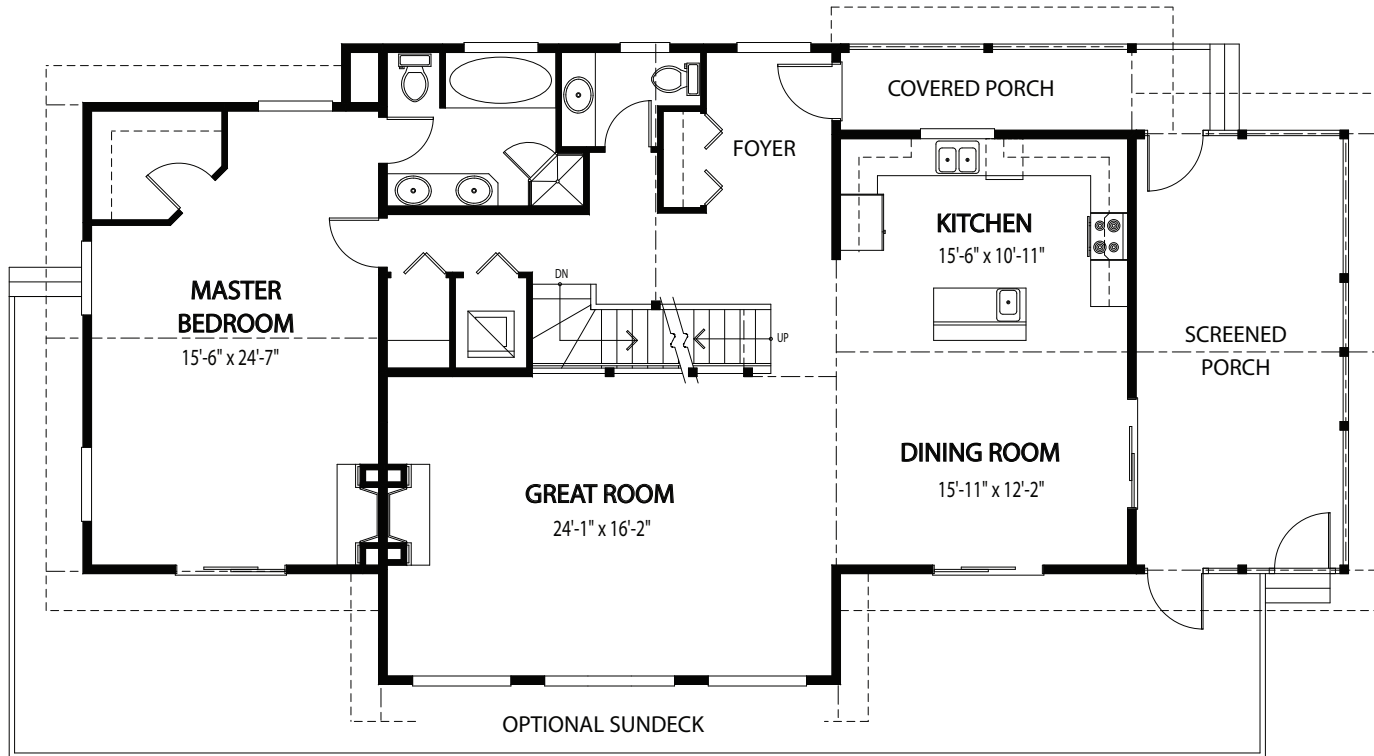 COVERED PORCH
FOYER
KITCHEN
15'-6" x 10'-11"
DN
MASTER
BEDROOM
15'-6" x 24'-7"
UP
SCREENED
PORCH
DINING ROOM
15'-11" x 12'-2"
GREAT ROOM
24'-1" x 16'-2"
OPTIONAL SUNDECK